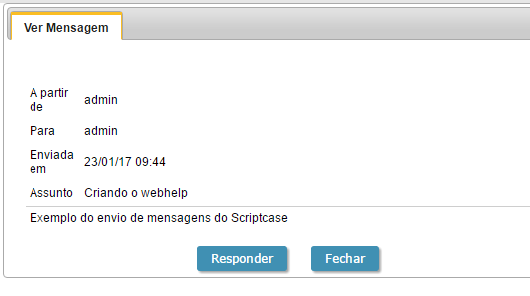 Ver Mensagem
A partir
de
admin
Para admin
Enviada
em
23/01/17 09:44
Assunto Criando o webhelp
Exemplo do envio de mensagens do Scriptcase
Responder Fechar